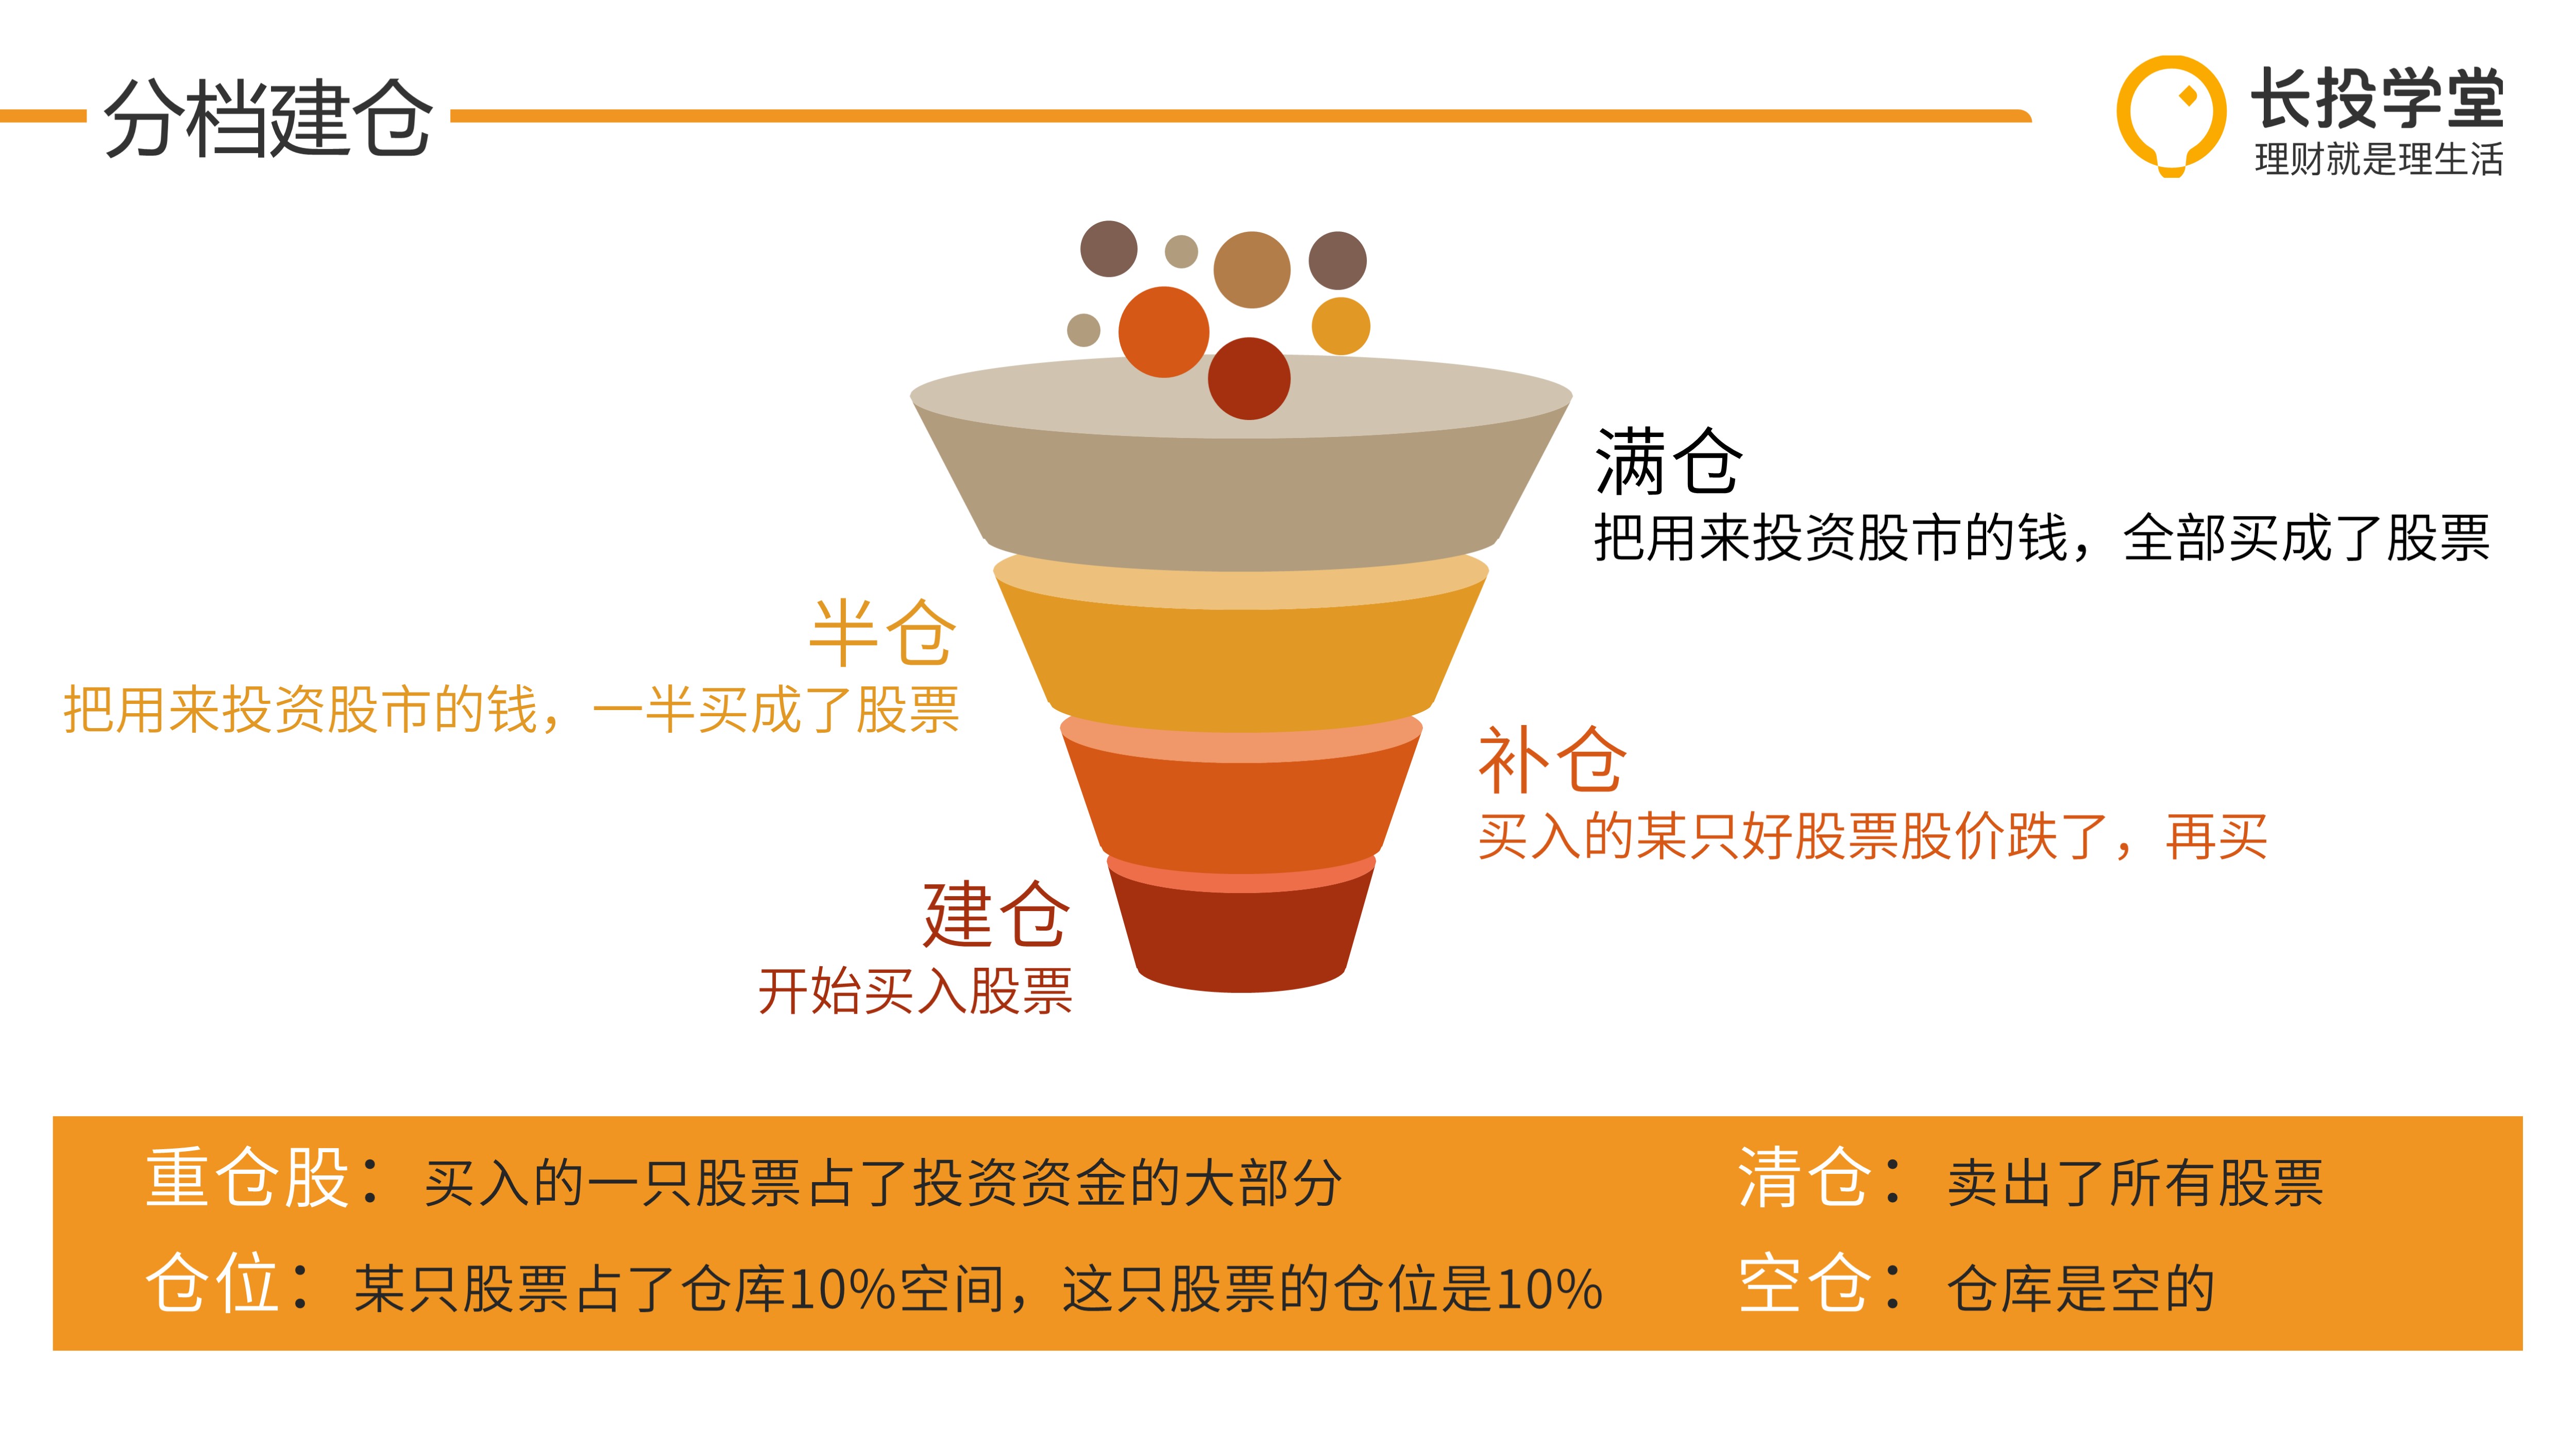 分档建仓
长投学堂
理财就是理生活
满仓
把用来投资股市的钱，全部买成了股票
半仓
把用来投资股市的钱，一半买成了股票
补仓
买入的某只好股票股价跌了，再买
建仓
开始买入股票
重仓股：买入的一只股票占了投资资金的大部分
清仓：卖出了所有股票
仓位：某只股票占了仓库10%空间，这只股票的仓位是10%
空仓：仓库是空的